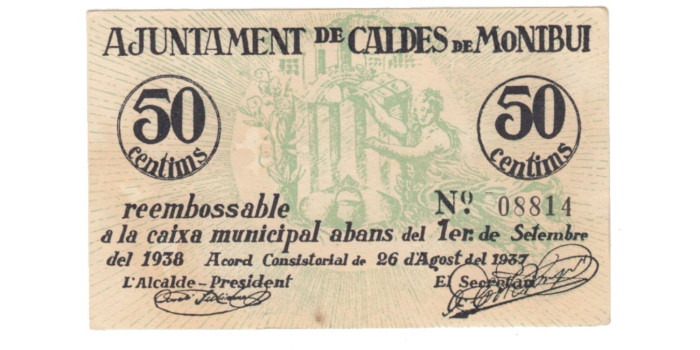 AJUNTAMENT DE CALDES DE MONTBUI
50
centims
50
centims
reembossable
Nº 08814
a la caixa municipal abans del 1er. de Setembre
del 1938 Acord Consistorial de 26 d'Agost del 1937
L'Alcalde-President
El Secretari